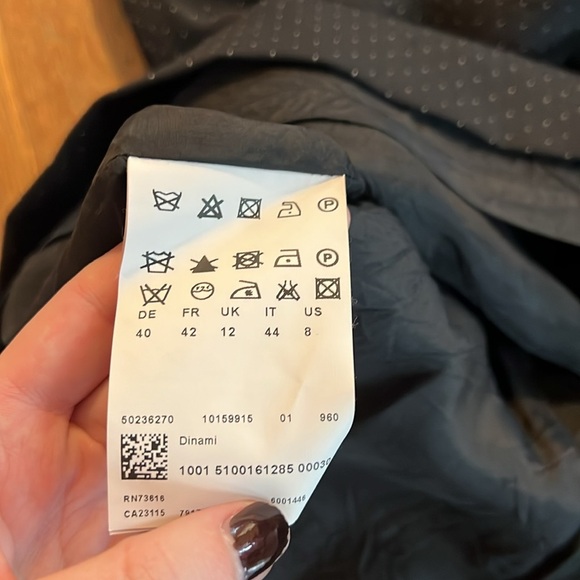 P
P
DE FR UK IT US
40 42 12 44 8
50236270 10159915 01 960
Dinami
1001 5100161285
RN73616
CA23115